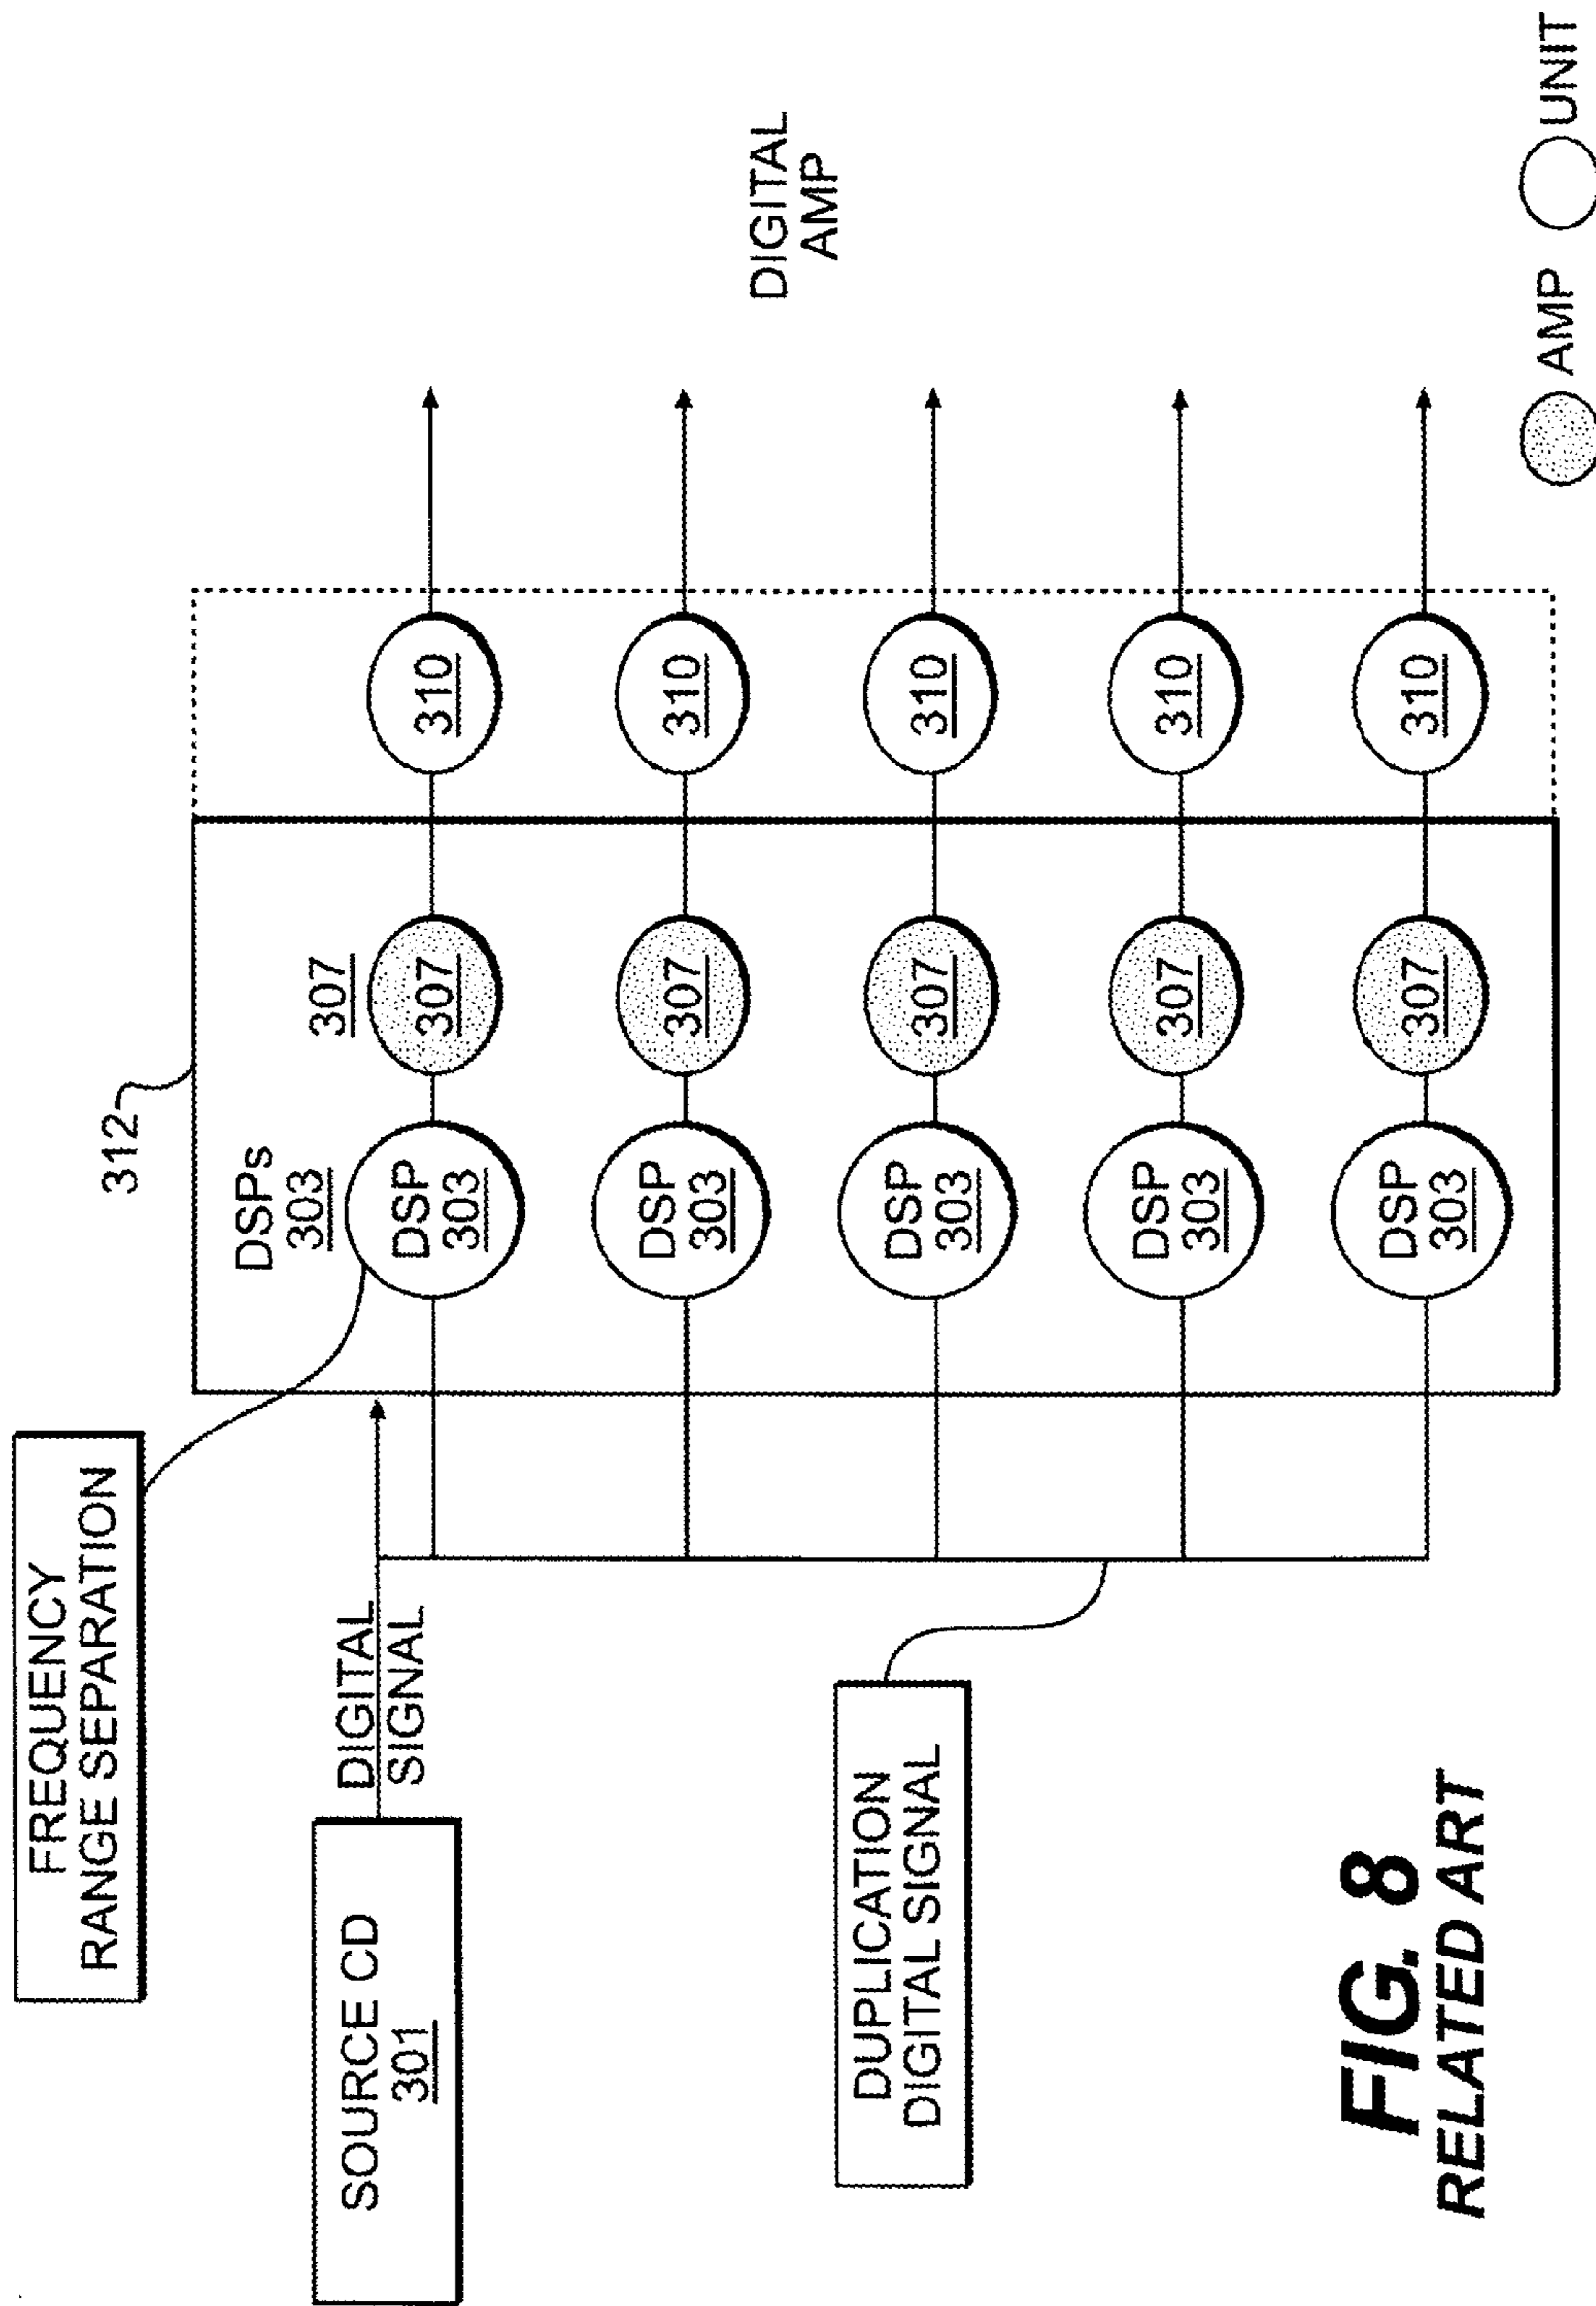 FREQUENCY
RANGE SEPARATION
312
SOURCE CD
301
DIGITAL
SIGNAL
DSPs
303
307
DSP
303
307
310
DSP
303
307
310
DSP
303
307
310
DSP
303
307
310
DSP
303
307
310
DIGITAL
AMP
DUPLICATION
DIGITAL SIGNAL
AMP
UNIT
FIG. 8
RELATED ART